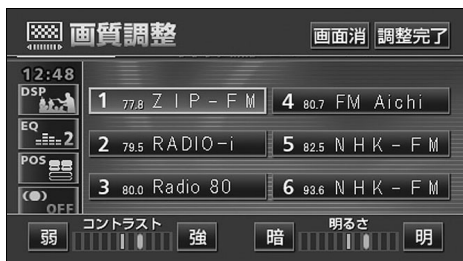 画質調整 画面消 調整完了
12:48
DSP
1 77.8 ZIP-FM 4 80.7 FM Aichi
EQ 2
2 79.5 RADIO-i 5 82.5 NHK-FM
POS
3 80.0 Radio 80 6 93.6 NHK-FM
OFF
コントラスト 明るさ
弱 強 暗 明